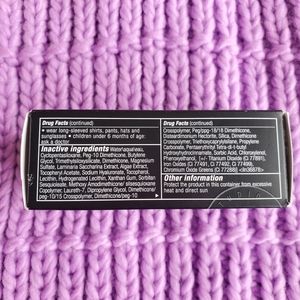 Drug Facts (continued)
• wear long-sleeved shirts, pants, hats and
sunglasses • children under 6 months of age:
ask a doctor
Inactive ingredients Water\aqua\eau,
Cyclopentasiloxane, Peg-10 Dimethicone, Butylene
Glycol, Trimethylsiloxysilicate, Dimethicone, Magnesium
Sulfate, Laminaria Saccharina Extract, Algae Extract,
Tocopheryl Acetate, Sodium Hyaluronate, Tocopherol,
Lecithin, Hydrogenated Lecithin, Xanthan Gum, Sorbitan
Sesquioleate, Methoxy Amodimethicone/ silsesquioxane
Copolymer, Laureth-7, Dipropylene Glycol, Dimethicone/
peg-10/15 Crosspolymer, Dimethicone/peg-10
Drug Facts (continued)
Crosspolymer, Peg/ppg-18/18 Dimethicone,
Disteardimonium Hectorite, Silica, Dimethicone
Crosspolymer, Triethoxycaprylylsilane, Propylene
Carbonate, Pentaerythrityl Tetra-di-t-butyl
Hydroxyhydrocinnamate, Sorbic Acid, Chloroxylenol,
Phenoxyethanol, [+/- Titanium Dioxide (Ci 77891),
Iron Oxides (Ci 77491, Ci 77492, Ci 77499),
Chromium Oxide Greens (Ci 77288)]
Other information
Protect the product in this container from excessive
heat and direct sun